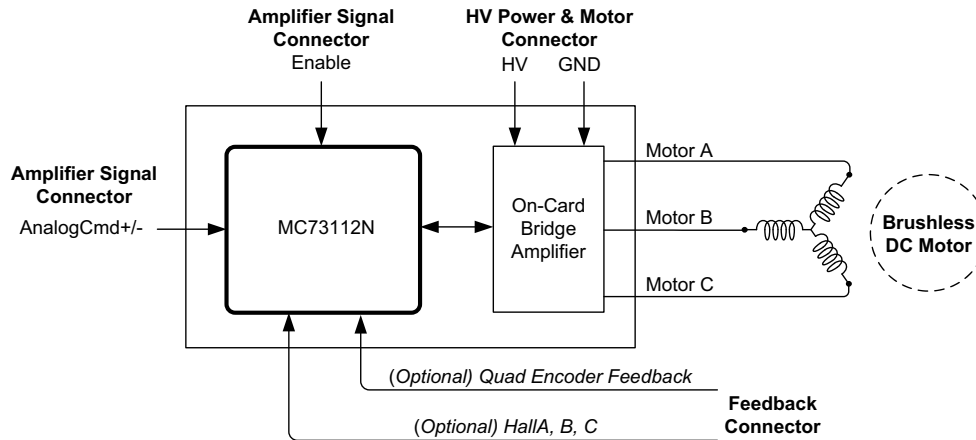 Amplifier Signal
Connector
Enable
HV Power & Motor
Connector
HV GND
Amplifier Signal
Connector
AnalogCmd+/-
MC73112N
On-Card
Bridge
Amplifier
Motor A
Motor B
Motor C
Brushless
DC Motor
(Optional) Quad Encoder Feedback
(Optional) HallA, B, C
Feedback
Connector